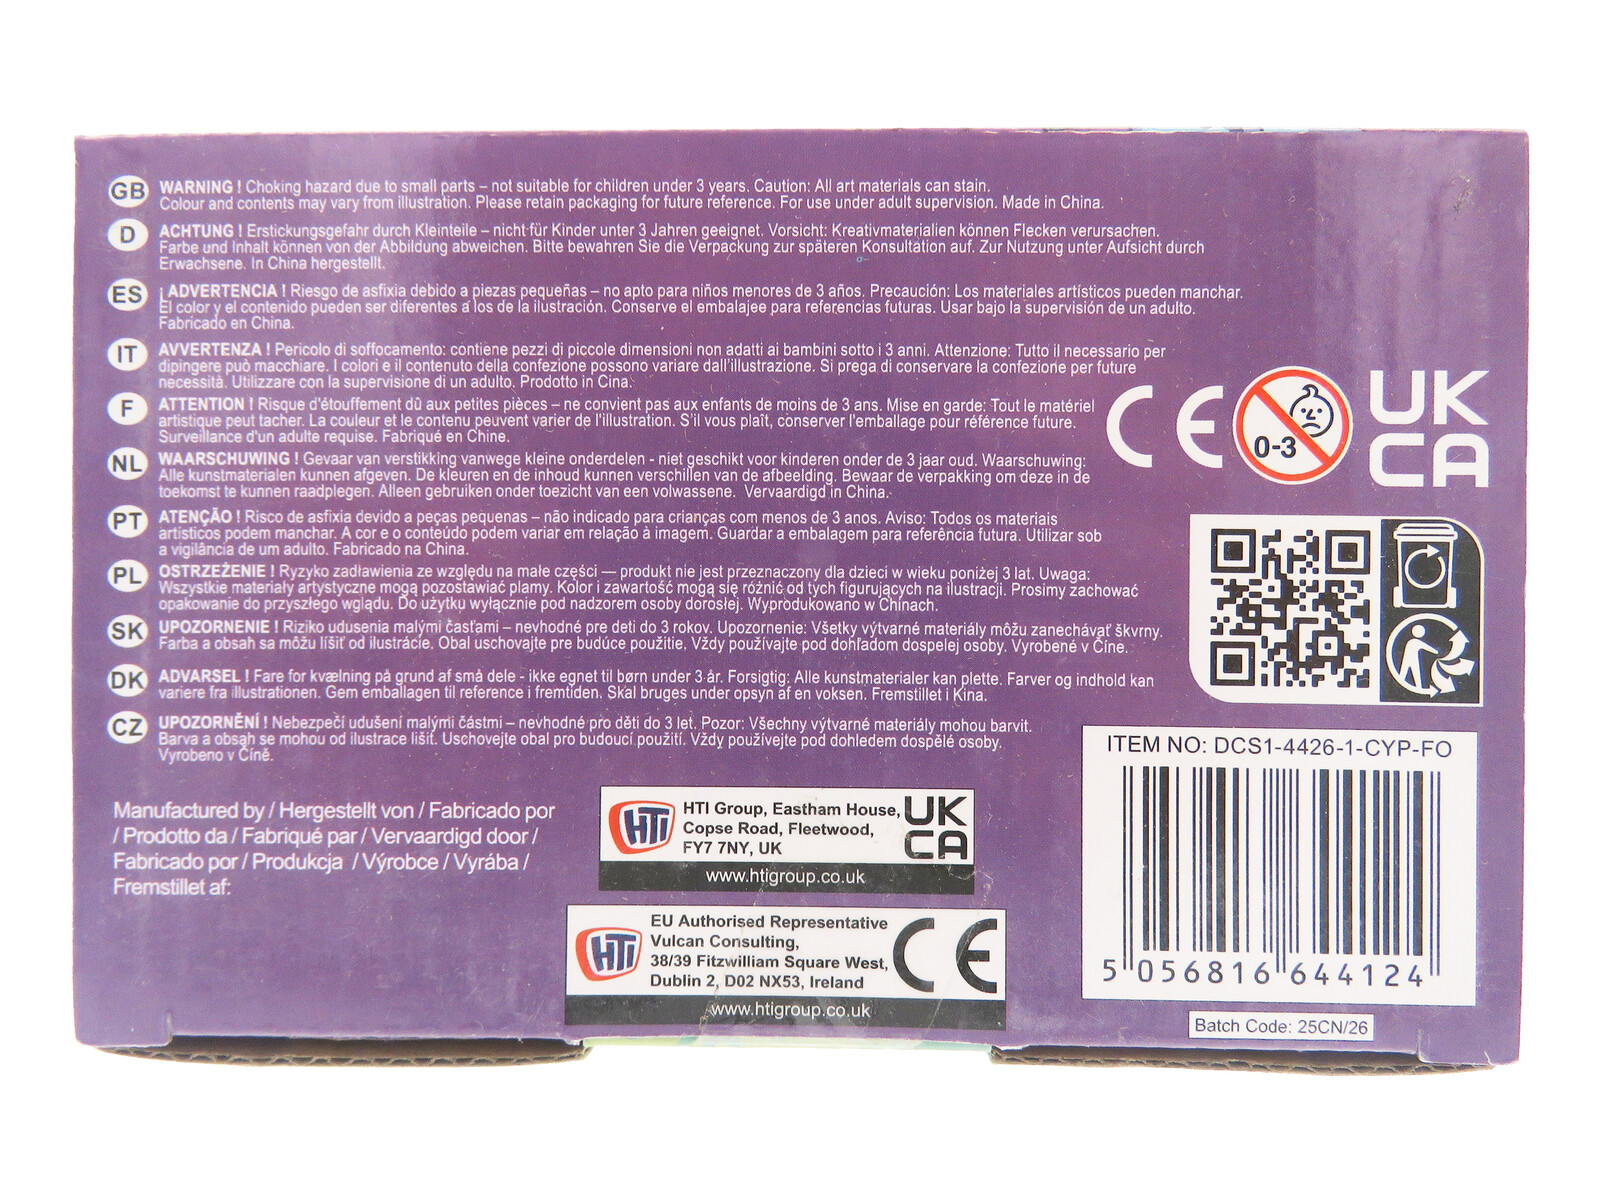 GB WARNING ! Choking hazard due to small parts – not suitable for children under 3 years. Caution: All art materials can stain.
Colour and contents may vary from illustration. Please retain packaging for future reference. For use under adult supervision. Made in China.
D ACHTUNG ! Erstickungsgefahr durch Kleinteile – nicht für Kinder unter 3 Jahren geeignet. Vorsicht: Kreativmaterialien können Flecken verursachen.
Farbe und Inhalt können von der Abbildung abweichen. Bitte bewahren Sie die Verpackung zur späteren Konsultation auf. Zur Nutzung unter Aufsicht durch
Erwachsene. In China hergestellt.
ES ¡ ADVERTENCIA ! Riesgo de asfixia debido a piezas pequeñas – no apto para niños menores de 3 años. Precaución: Los materiales artísticos pueden manchar.
El color y el contenido pueden ser diferentes a los de la ilustración. Conserve el embalajee para referencias futuras. Usar bajo la supervisión de un adulto.
Fabricado en China.
IT AVVERTENZA ! Pericolo di soffocamento: contiene pezzi di piccole dimensioni non adatti ai bambini sotto i 3 anni. Attenzione: Tutto il necessario per
dipingere può macchiare. I colori e il contenuto della confezione possono variare dall'illustrazione. Si prega di conservare la confezione per future
necessità. Utilizzare con la supervisione di un adulto. Prodotto in Cina.
F ATTENTION ! Risque d'étouffement dû aux petites pièces – ne convient pas aux enfants de moins de 3 ans. Mise en garde: Tout le matériel
artistique peut tacher. La couleur et le contenu peuvent varier de l'illustration. S'il vous plaît, conserver l'emballage pour référence future.
Surveillance d'un adulte requise. Fabriqué en Chine.
NL WAARSCHUWING ! Gevaar van verstikking vanwege kleine onderdelen - niet geschikt voor kinderen onder de 3 jaar oud. Waarschuwing:
Alle kunstmaterialen kunnen afgeven. De kleuren en de inhoud kunnen verschillen van de afbeelding. Bewaar de verpakking om deze in de
toekomst te kunnen raadplegen. Alleen gebruiken onder toezicht van een volwassene. Vervaardigd in China.
PT ATENÇÃO ! Risco de asfixia devido a peças pequenas – não indicado para crianças com menos de 3 anos. Aviso: Todos os materiais
artísticos podem manchar. A cor e o conteúdo podem variar em relação à imagem. Guardar a embalagem para referência futura. Utilizar sob
a vigilância de um adulto. Fabricado na China.
PL OSTRZEŻENIE ! Ryzyko zadławienia ze względu na małe części — produkt nie jest przeznaczony dla dzieci w wieku poniżej 3 lat. Uwaga:
Wszystkie materiały artystyczne mogą pozostawiać plamy. Kolor i zawartość mogą się różnić od tych figurujących na ilustracji. Prosimy zachować
opakowanie do przyszłego wglądu. Do użytku wyłącznie pod nadzorem osoby dorosłej. Wyprodukowano w Chinach.
SK UPOZORNENIE ! Riziko udusenia malými časťami – nevhodné pre deti do 3 rokov. Upozornenie: Všetky výtvarné materiály môžu zanechávať škvrny.
Farba a obsah sa môžu líšiť od ilustrácie. Obal uschovajte pre budúce použitie. Vždy používajte pod dohľadom dospelej osoby. Vyrobené v Číne.
DK ADVARSEL ! Fare for kvælning på grund af små dele - ikke egnet til børn under 3 år. Forsigtig: Alle kunstmaterialer kan plette. Farver og indhold kan
variere fra illustrationen. Gem emballagen til reference i fremtiden. Skal bruges under opsyn af en voksen. Fremstillet i Kina.
CZ UPOZORNĚNÍ ! Nebezpečí udušení malými částmi – nevhodné pro děti do 3 let. Pozor: Všechny výtvarné materiály mohou barvit.
Barva a obsah se mohou od ilustrace lišit. Uschovejte obal pro budoucí použití. Vždy používejte pod dohledem dospělé osoby.
Vyrobeno v Číně.
CE
0-3
UK
CA
ITEM NO: DCS1-4426-1-CYP-FO
5 056816 644124
Batch Code: 25CN/26
Manufactured by / Hergestellt von / Fabricado por
/ Prodotto da / Fabriqué par / Vervaardigd door /
Fabricado por / Produkcja / Výrobce / Vyrába /
Fremstillet af:
HTI
HTI Group, Eastham House,
Copse Road, Fleetwood,
FY7 7NY, UK
UK
CA
www.htigroup.co.uk
HTI
EU Authorised Representative
Vulcan Consulting,
38/39 Fitzwilliam Square West,
Dublin 2, D02 NX53, Ireland
CE
www.htigroup.co.uk